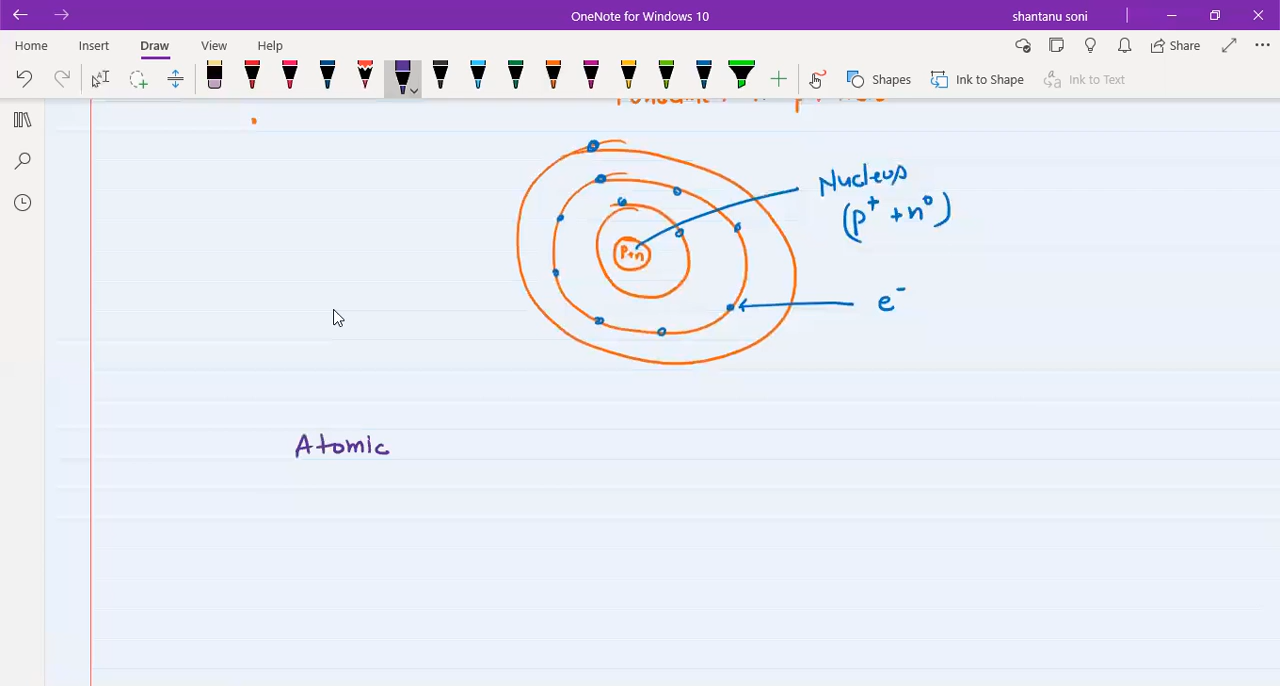 OneNote for Windows 10
shantanu soni
Home Insert Draw View Help
Share
Shapes
Ink to Shape
Ink to Text
Nucleus
(p⁺ + n⁰)
P+n
e⁻
Atomic